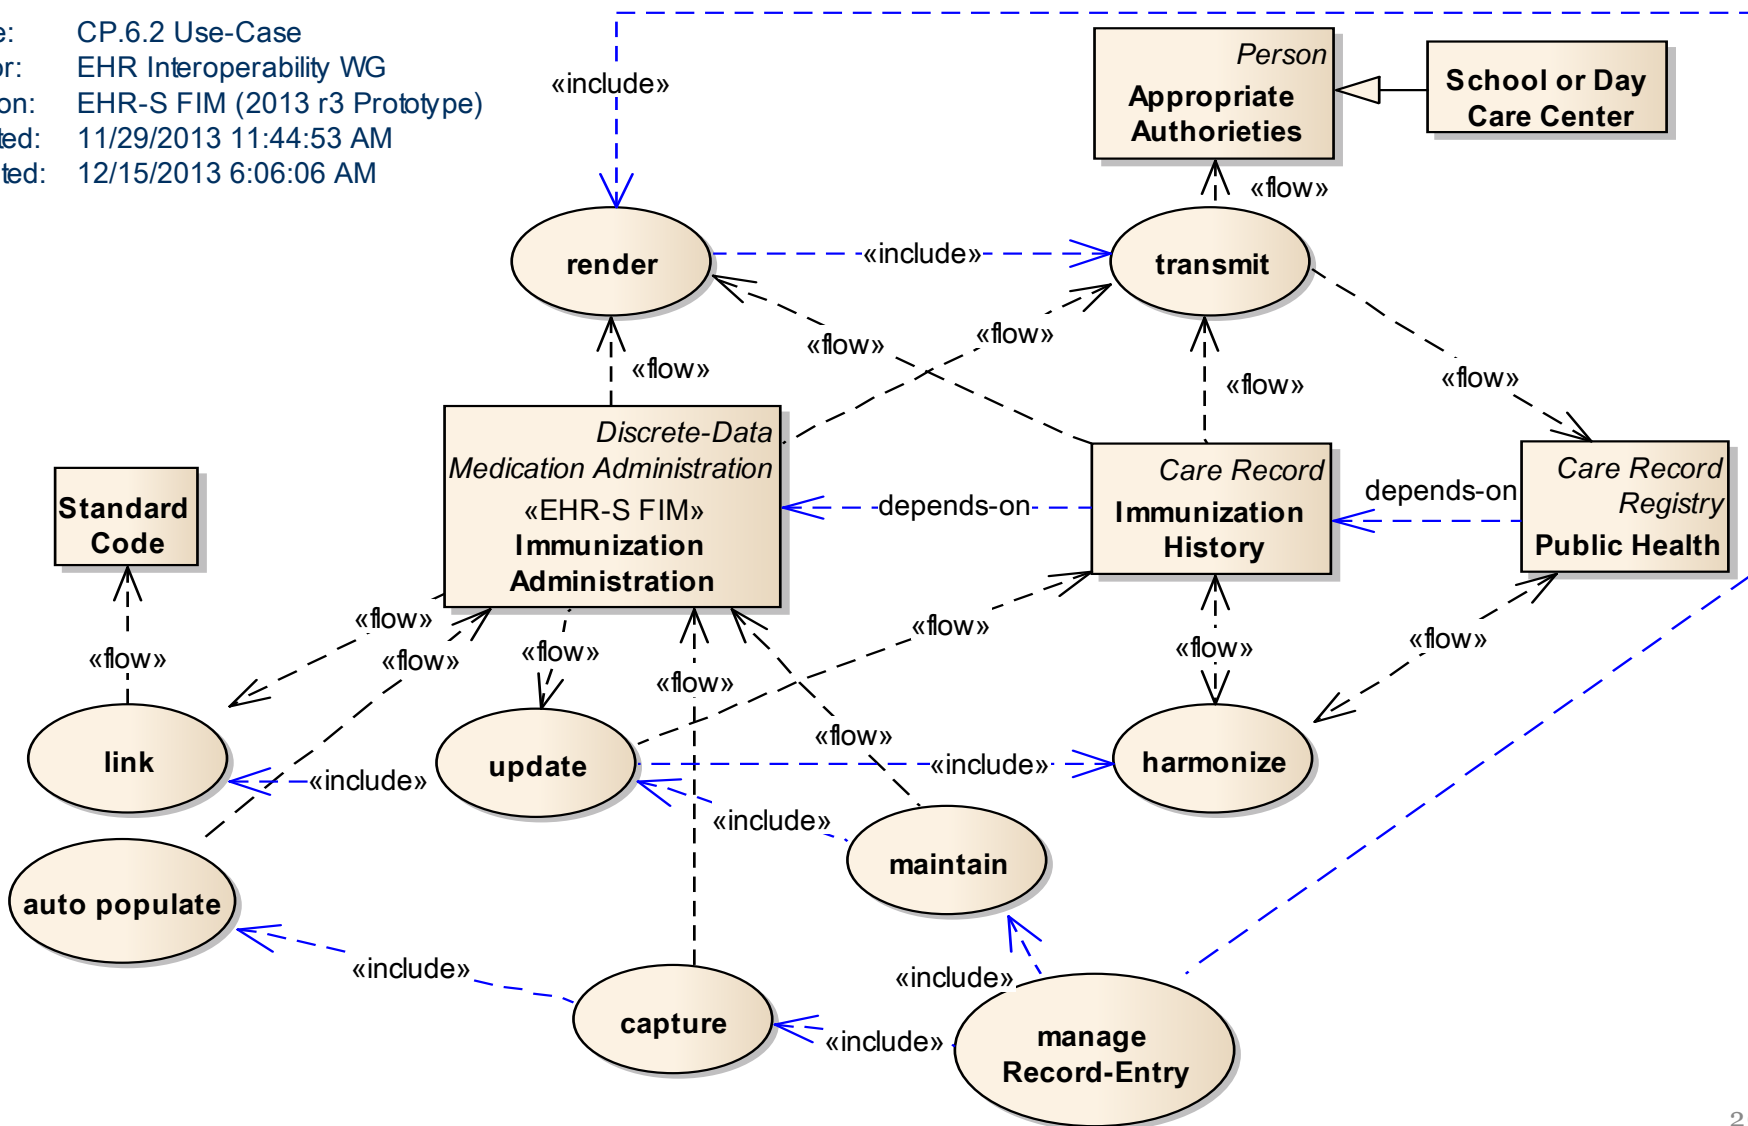 e: CP.6.2 Use-Case
or: EHR Interoperability WG
on: EHR-S FIM (2013 r3 Prototype)
ted: 11/29/2013 11:44:53 AM
ted: 12/15/2013 6:06:06 AM
«include»
Person
Appropriate
Authorieties
School or Day
Care Center
«flow»
render
«include»
transmit
«flow»
«flow»
«flow»
«flow»
«flow»
Discrete-Data
Medication Administration
«EHR-S FIM»
Immunization
Administration
Standard
Code
depends-on
Care Record
Immunization
History
depends-on
Care Record
Registry
Public Health
«flow»
«flow»
«flow»
«flow»
«flow»
«flow»
«flow»
«flow»
«flow»
link
«include»
update
«include»
harmonize
«include»
maintain
auto populate
«include»
capture
«include»
«include»
manage
Record-Entry
2